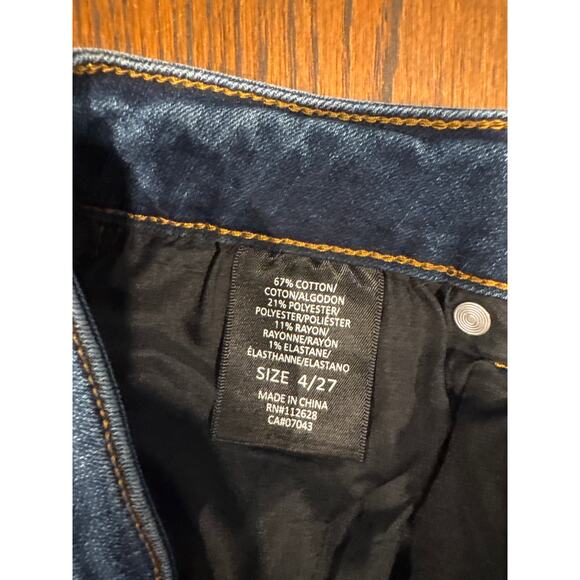 67% COTTON/
COTON/ALGODON
21% POLYESTER/
POLYESTER/POLIÉSTER
11% RAYON/
RAYONNE/RAYÓN
1% ELASTANE/
ÉLASTHANNE/ELASTANO
SIZE 4/27
MADE IN CHINA
RN#112628
CA#07043